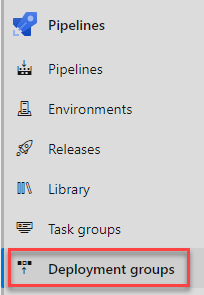 Pipelines
Pipelines
Environments
Releases
Library
Task groups
Deployment groups